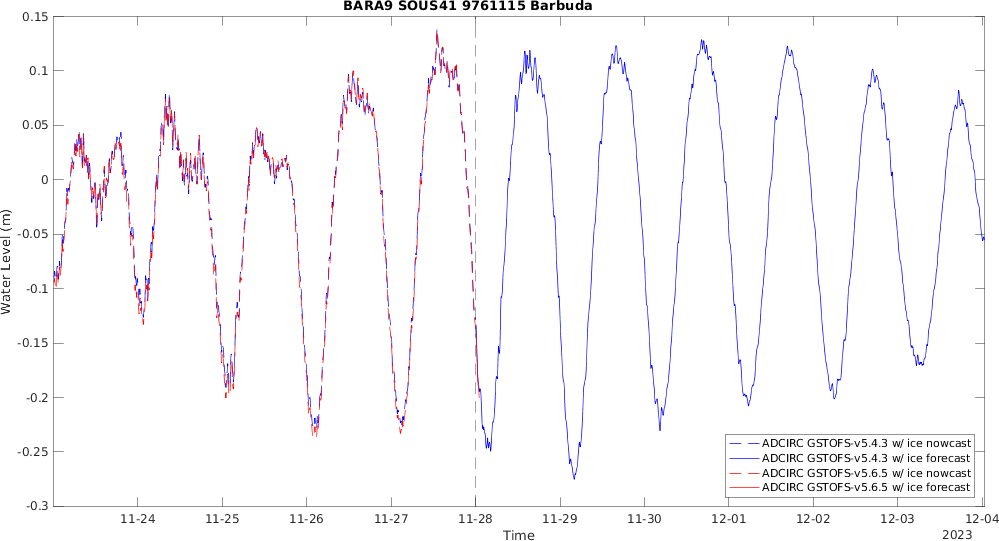 BARA9 SOUS41 9761115 Barbuda
0.15
0.1
0.05
0
-0.05
-0.1
-0.15
-0.2
-0.25
-0.3
Water Level (m)
ADCIRC GSTOFS-v5.4.3 w/ ice nowcast
ADCIRC GSTOFS-v5.4.3 w/ ice forecast
ADCIRC GSTOFS-v5.6.5 w/ ice nowcast
ADCIRC GSTOFS-v5.6.5 w/ ice forecast
11-24 11-25 11-26 11-27 11-28 11-29 11-30 12-01 12-02 12-03 12-04
Time
2023